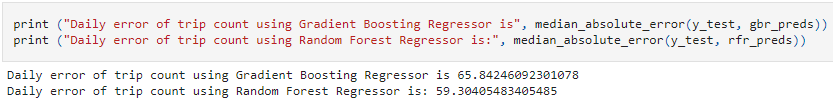 print ("Daily error of trip count using Gradient Boosting Regressor is", median_absolute_error(y_test, gbr_preds))
print ("Daily error of trip count using Random Forest Regressor is:", median_absolute_error(y_test, rfr_preds))
Daily error of trip count using Gradient Boosting Regressor is 65.84246092301078
Daily error of trip count using Random Forest Regressor is: 59.30405483405485